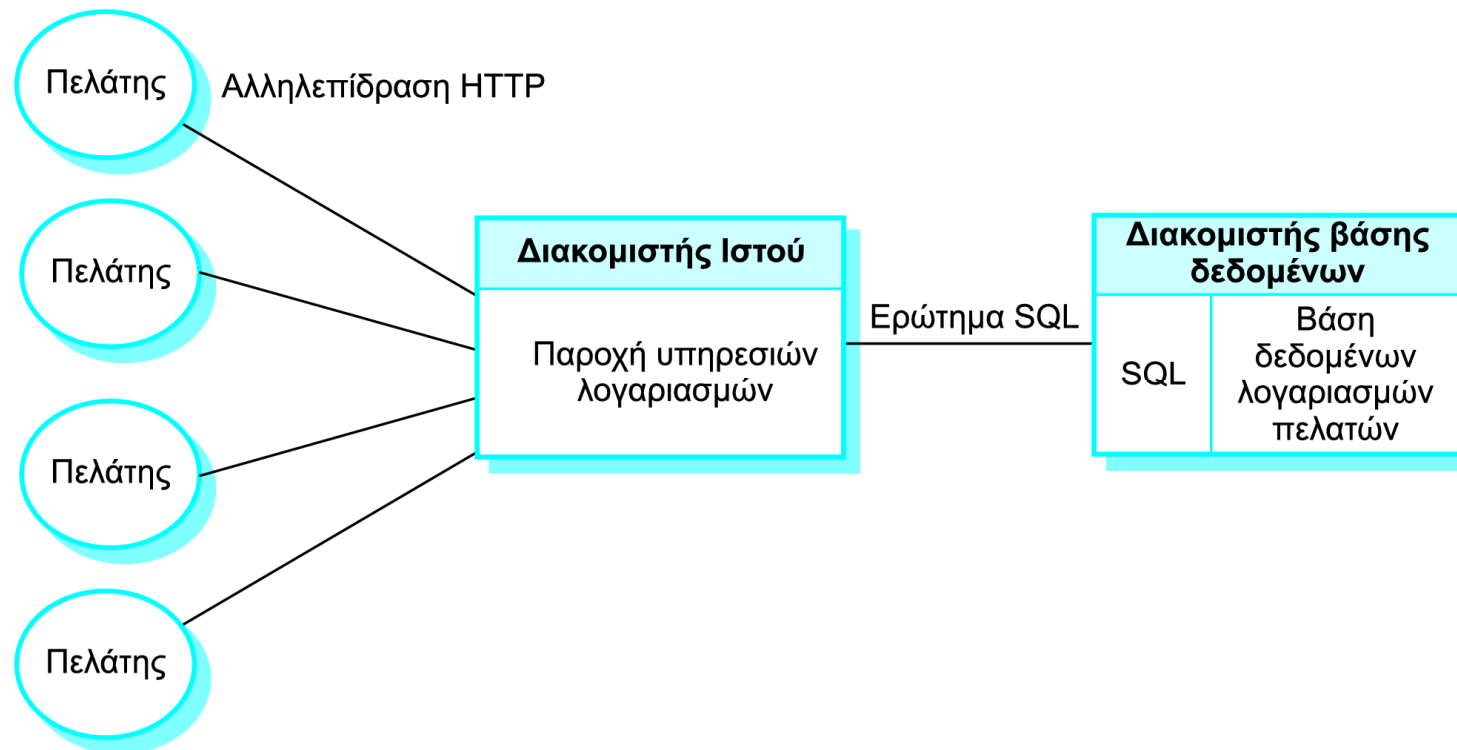 Πελάτης
Αλληλεπίδραση HTTP
Πελάτης
Πελάτης
Πελάτης
Διακομιστής Ιστού
Παροχή υπηρεσιών
λογαριασμών
Ερώτημα SQL
Διακομιστής βάσης
δεδομένων
SQL
Βάση
δεδομένων
λογαριασμών
πελατών